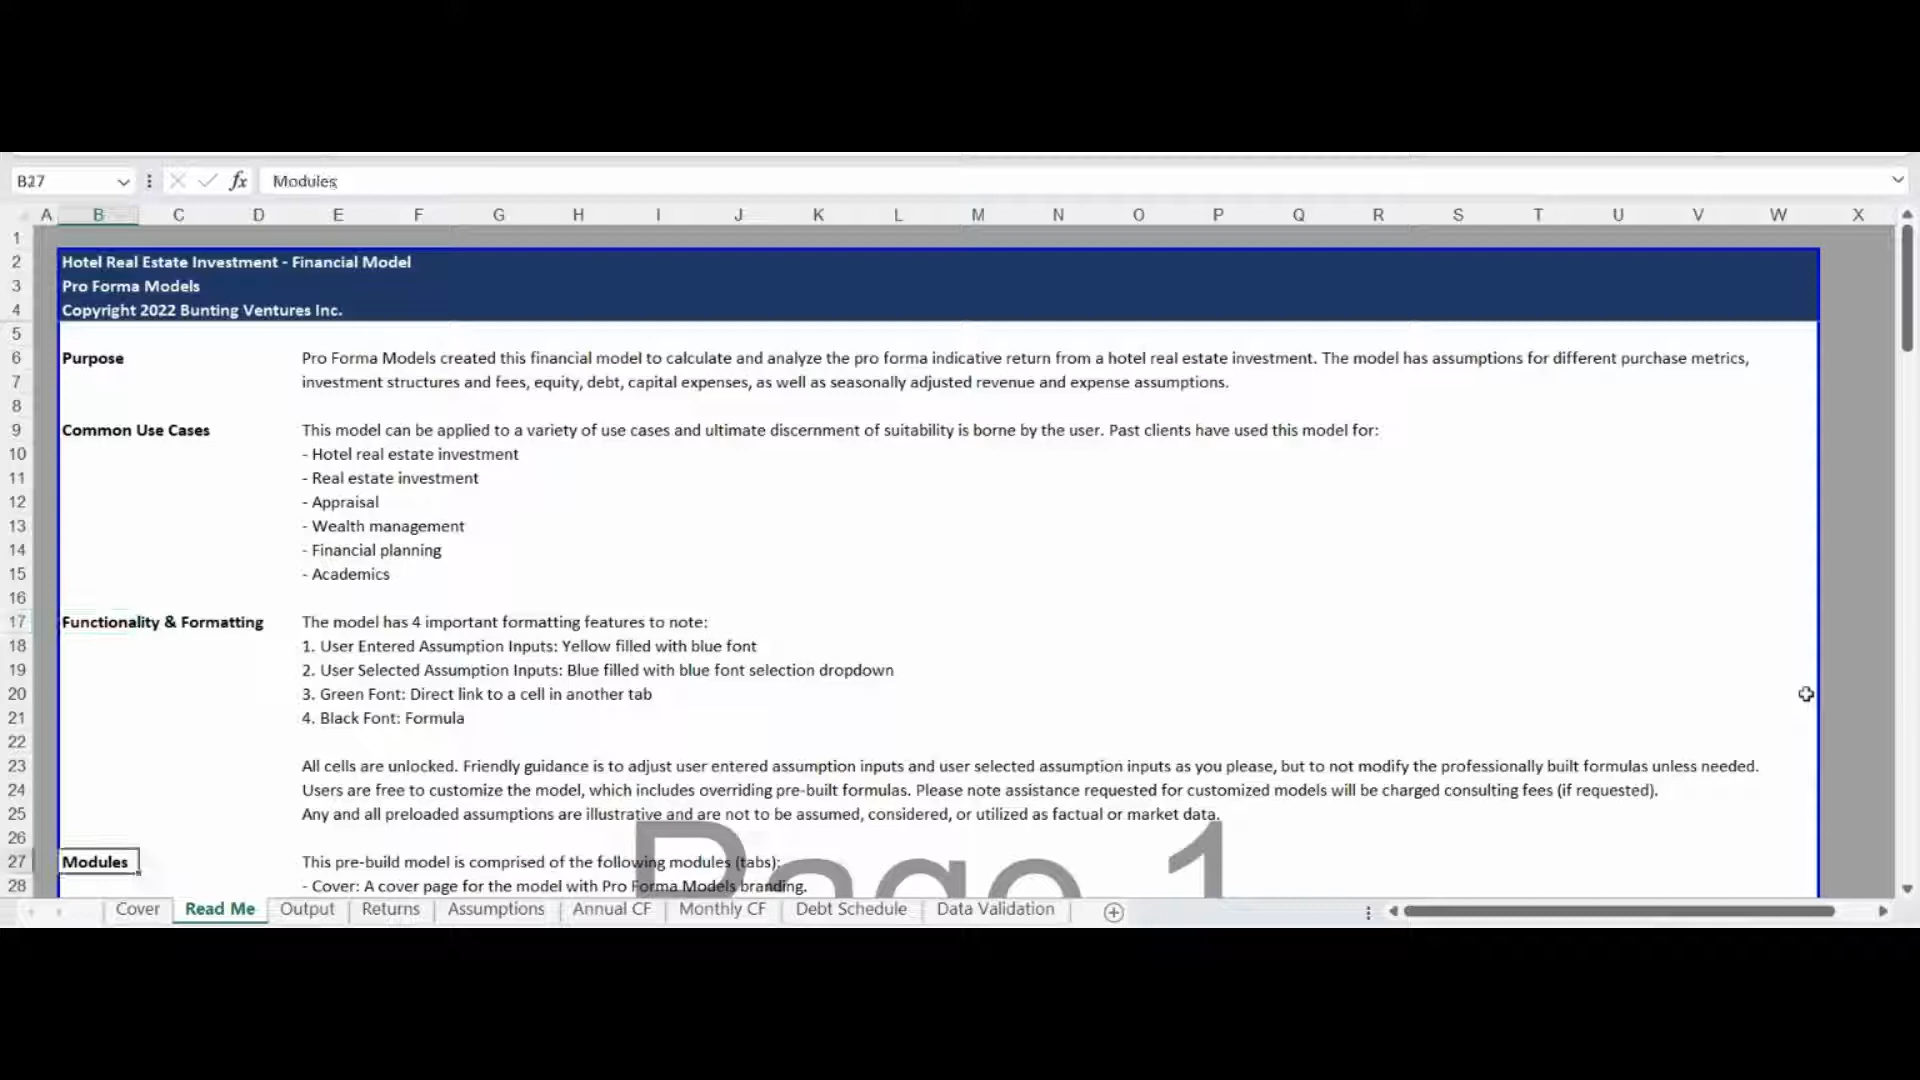 B27
fx
Modules
A B C D E F G H I J K L M N O P Q R S T U V W X
1
2 Hotel Real Estate Investment - Financial Model
3 Pro Forma Models
4 Copyright 2022 Bunting Ventures Inc.
5
6 Purpose Pro Forma Models created this financial model to calculate and analyze the pro forma indicative return from a hotel real estate investment. The model has assumptions for different purchase metrics,
7 investment structures and fees, equity, debt, capital expenses, as well as seasonally adjusted revenue and expense assumptions.
8
9 Common Use Cases This model can be applied to a variety of use cases and ultimate discernment of suitability is borne by the user. Past clients have used this model for:
10 - Hotel real estate investment
11 - Real estate investment
12 - Appraisal
13 - Wealth management
14 - Financial planning
15 - Academics
16
17 Functionality & Formatting The model has 4 important formatting features to note:
18 1. User Entered Assumption Inputs: Yellow filled with blue font
19 2. User Selected Assumption Inputs: Blue filled with blue font selection dropdown
20 3. Green Font: Direct link to a cell in another tab
21 4. Black Font: Formula
22
23 All cells are unlocked. Friendly guidance is to adjust user entered assumption inputs and user selected assumption inputs as you please, but to not modify the professionally built formulas unless needed.
24 Users are free to customize the model, which includes overriding pre-built formulas. Please note assistance requested for customized models will be charged consulting fees (if requested).
25 Any and all preloaded assumptions are illustrative and are not to be assumed, considered, or utilized as factual or market data.
26
Page 1
27 Modules This pre-build model is comprised of the following modules (tabs):
28 - Cover: A cover page for the model with Pro Forma Models branding.
Cover Read Me Output Returns Assumptions Annual CF Monthly CF Debt Schedule Data Validation